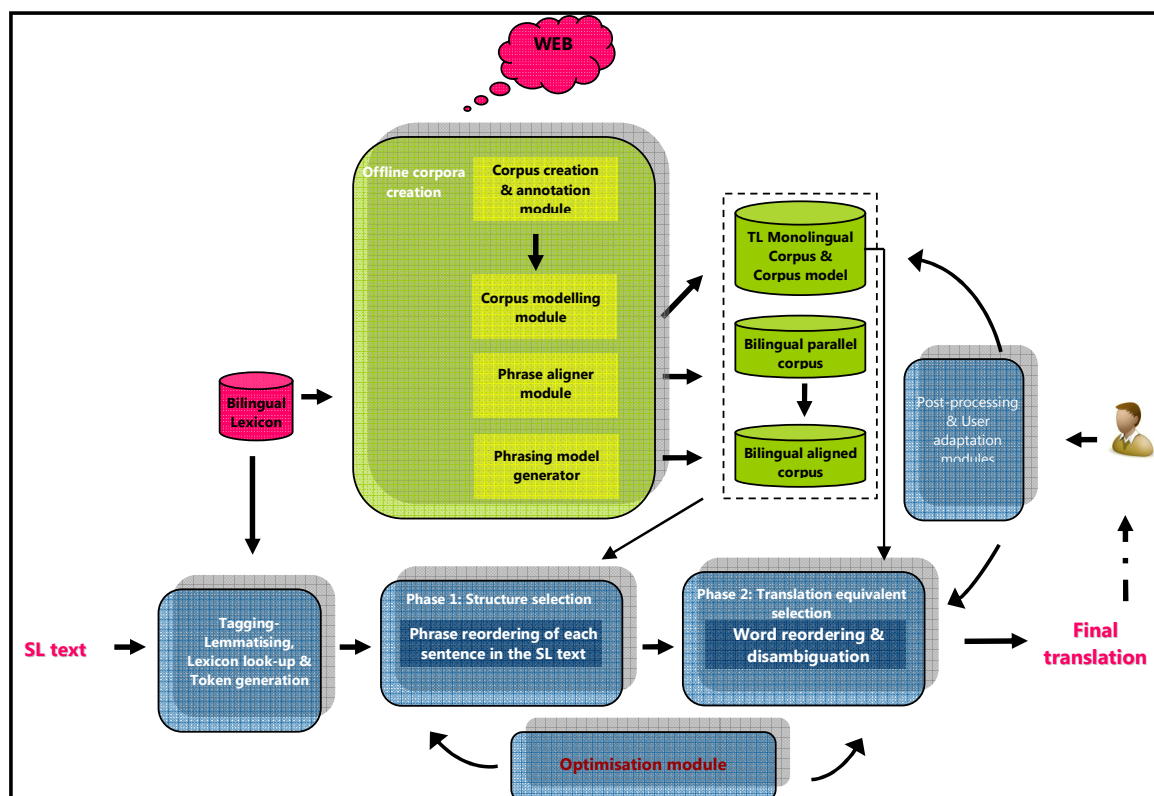 WEB
Offline corpora
creation
Corpus creation
& annotation
module
Corpus modelling
module
Phrase aligner
module
Phrasing model
generator
TL Monolingual
Corpus &
Corpus model
Bilingual parallel
corpus
Bilingual aligned
corpus
Bilingual
Lexicon
Post-processing
& User
adaptation
modules
SL text
Tagging-
Lemmatising,
Lexicon look-up &
Token generation
Phase 1: Structure selection
Phrase reordering of each
sentence in the SL text
Phase 2: Translation equivalent
selection
Word reordering &
disambiguation
Final
translation
Optimisation module